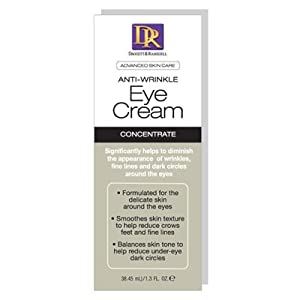 DR
DAGGETT & RAMSDELL
ADVANCED SKIN CARE
ANTI-WRINKLE
Eye
Cream
CONCENTRATE
Significantly helps to diminish
the appearance of wrinkles,
fine lines and dark circles
around the eyes
• Formulated for the
delicate skin
around the eyes
• Smoothes skin texture
to help reduce crows
feet and fine lines
• Balances skin tone to
help reduce under-eye
dark circles
38.45 mL/1.3 FL. OZ. ℮